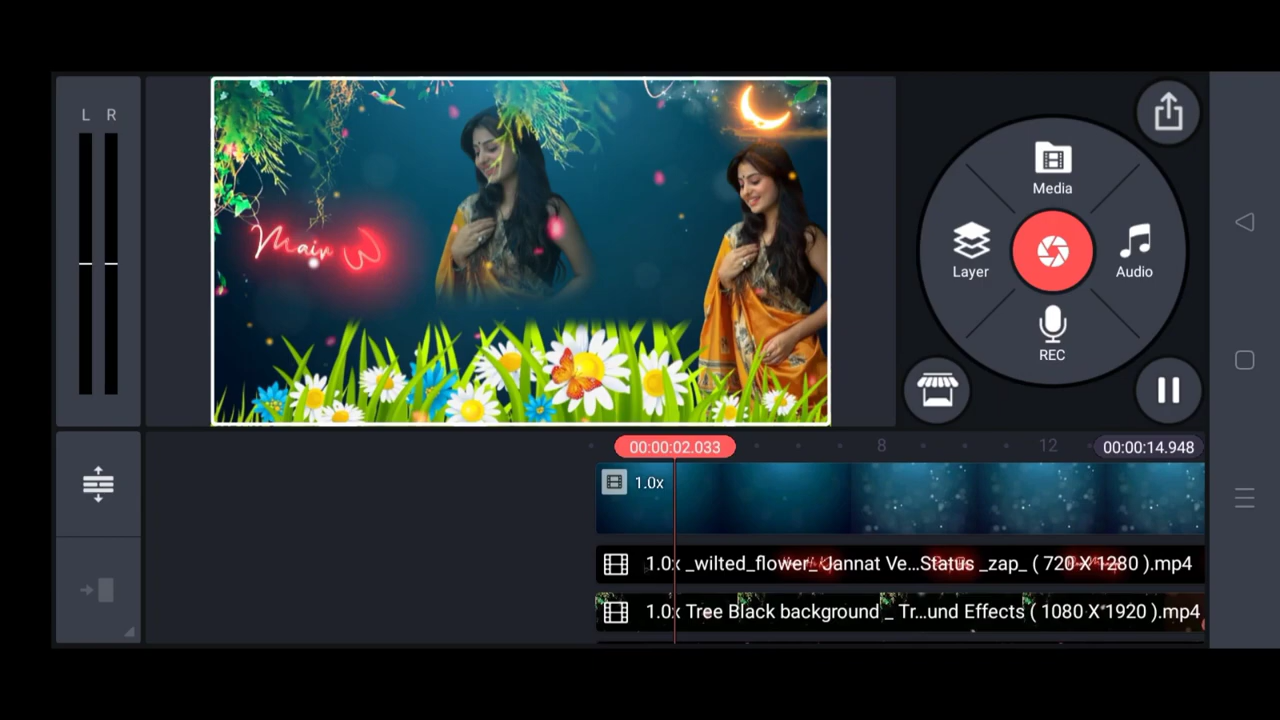 L R
Main W
Media
Layer
Audio
REC
00:00:02.033
8
12
00:00:14.948
1.0x
1.0x _wilted_flower_ Jannat Ve...Status _zap_ ( 720 X 1280 ).mp4
1.0x Tree Black background _ Tr...und Effects ( 1080 X 1920 ).mp4